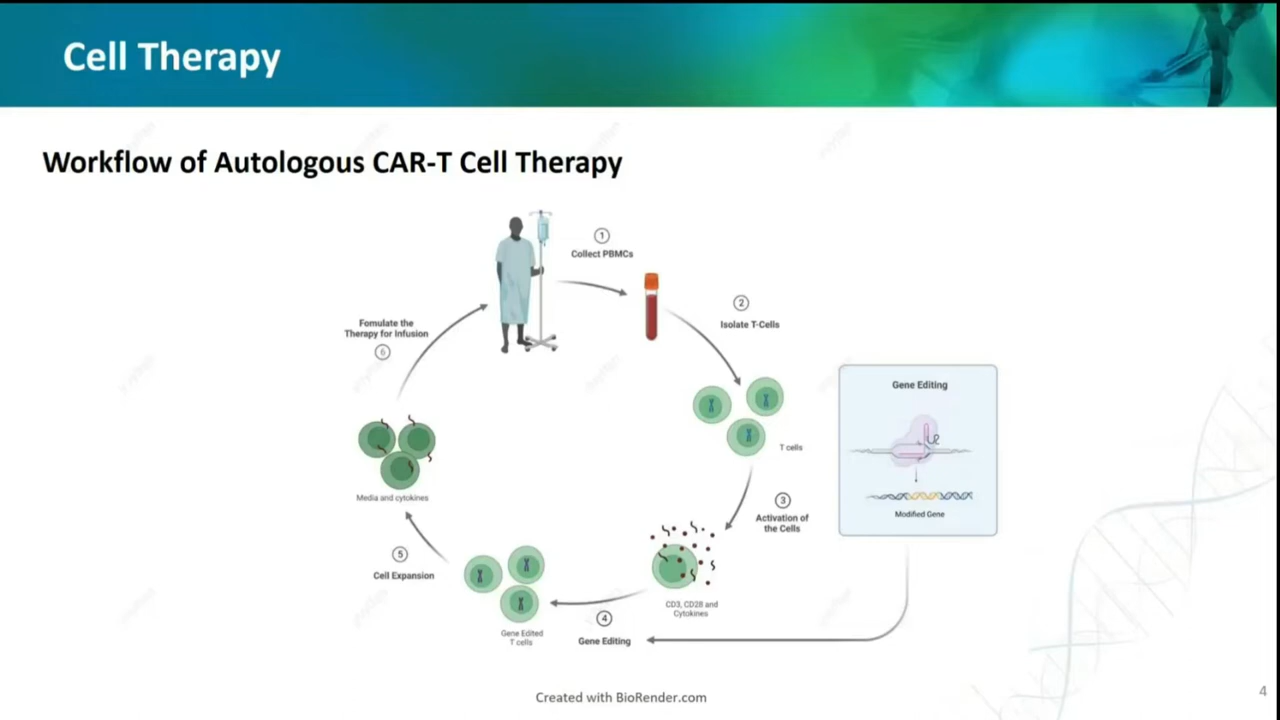 Cell Therapy
Workflow of Autologous CAR-T Cell Therapy
1
Collect PBMCs
2
Isolate T-Cells
T cells
3
Activation of
the Cells
CD3, CD28 and
Cytokines
4
Gene Editing
Gene Edited
T cells
5
Cell Expansion
Media and cytokines
Fomulate the
Therapy for Infusion
6
Gene Editing
Modified Gene
Created with BioRender.com
4